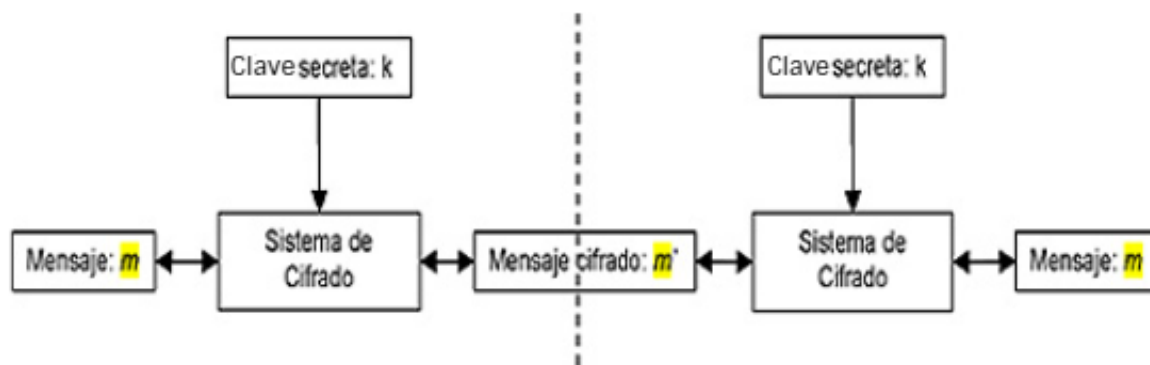 Clave secreta: k
Clave secreta: k
Mensaje: m
Sistema de
Cifrado
Mensaje cifrado: m*
Sistema de
Cifrado
Mensaje: m